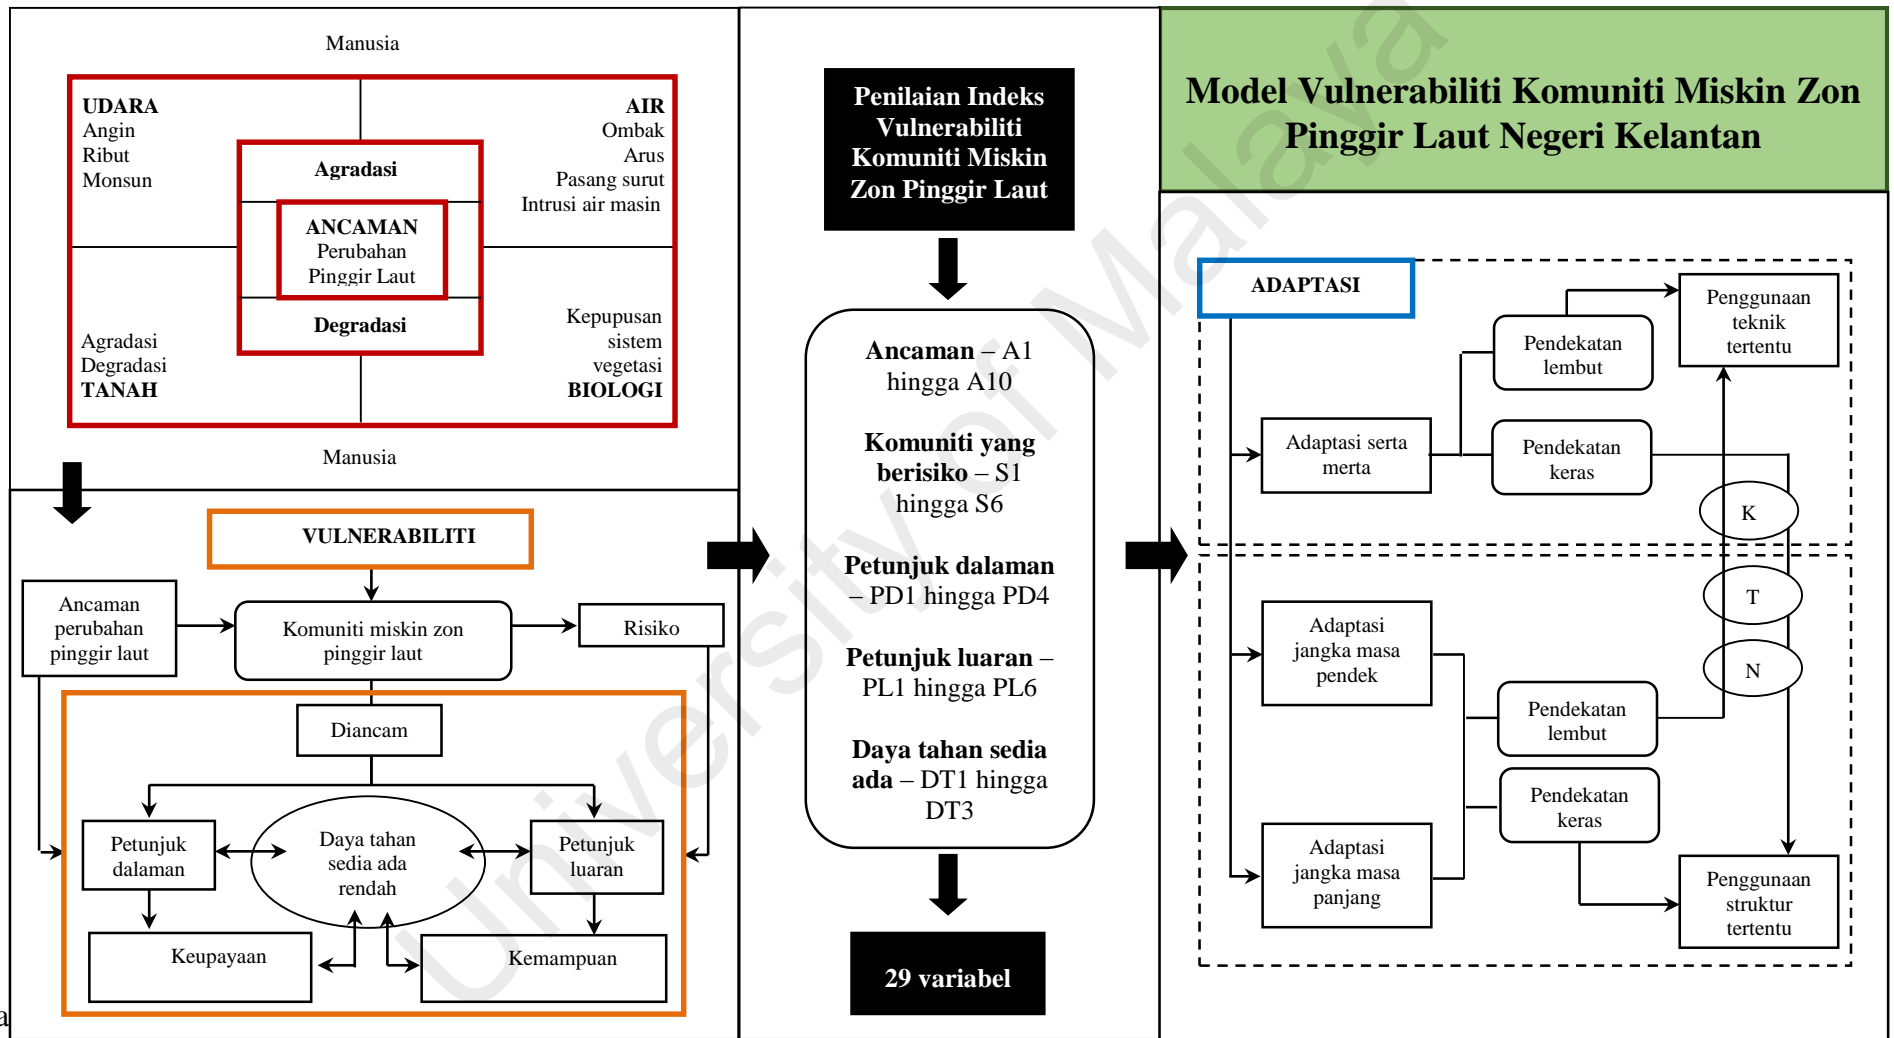 Manusia
UDARA
Angin
Ribut
Monsun
AIR
Ombak
Arus
Pasang surut
Intrusi air masin
Agradasi
ANCAMAN
Perubahan
Pinggir Laut
Degradasi
Agradasi
Degradasi
TANAH
Kepupusan
sistem
vegetasi
BIOLOGI
Manusia
VULNERABILITI
Ancaman
perubahan
pinggir laut
Komuniti miskin zon
pinggir laut
Risiko
Diancam
Petunjuk
dalaman
Daya tahan
sedia ada
rendah
Petunjuk
luaran
Keupayaan
Kemampuan
a
Penilaian Indeks
Vulnerabiliti
Komuniti Miskin
Zon Pinggir Laut
Ancaman – A1
hingga A10
Komuniti yang
berisiko – S1
hingga S6
Petunjuk dalaman
– PD1 hingga PD4
Petunjuk luaran –
PL1 hingga PL6
Daya tahan sedia
ada – DT1 hingga
DT3
29 variabel
Model Vulnerabiliti Komuniti Miskin Zon
Pinggir Laut Negeri Kelantan
ADAPTASI
Penggunaan
teknik
tertentu
Pendekatan
lembut
Adaptasi serta
merta
Pendekatan
keras
K
T
N
Adaptasi
jangka masa
pendek
Pendekatan
lembut
Pendekatan
keras
Adaptasi
jangka masa
panjang
Penggunaan
struktur
tertentu
University of Malaya